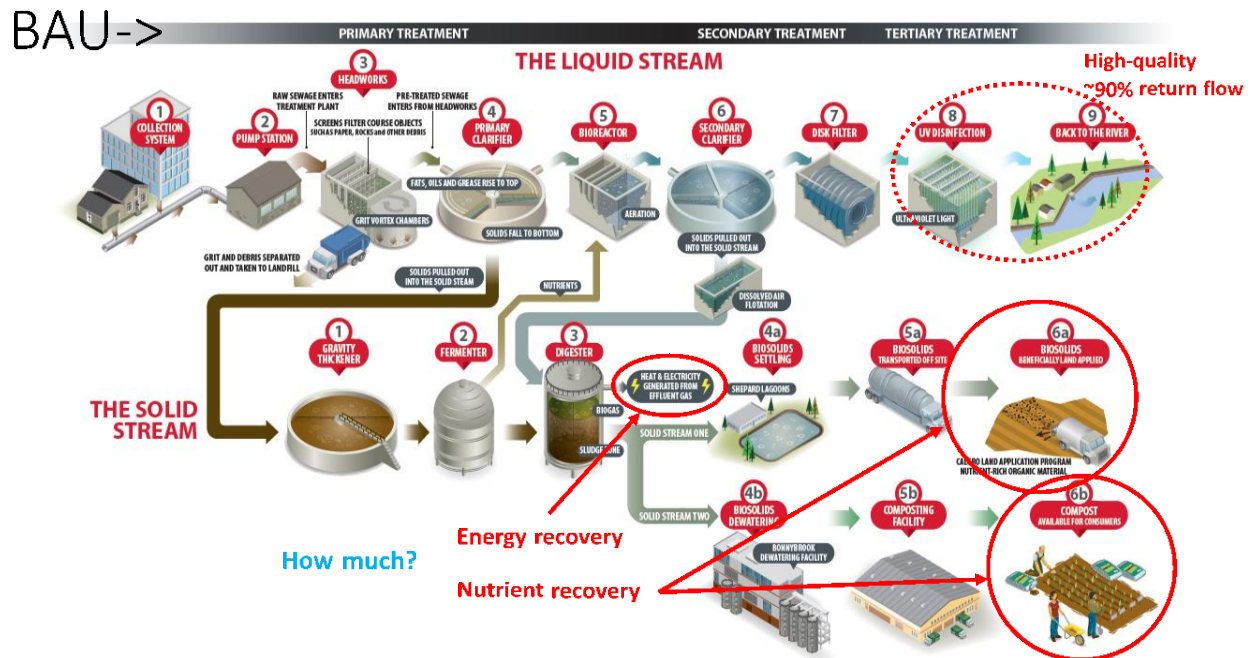 BAU->
PRIMARY TREATMENT
SECONDARY TREATMENT
TERTIARY TREATMENT
THE LIQUID STREAM
High-quality
~90% return flow
1
COLLECTION
SYSTEM
2
PUMP STATION
RAW SEWAGE ENTERS
TREATMENT PLANT
3
HEADWORKS
SCREENS FILTER COURSE OBJECTS
SUCH AS PAPER, ROCKS and OTHER DEBRIS
PRE-TREATED SEWAGE
ENTERS FROM HEADWORKS
4
PRIMARY
CLARIFIER
5
BIOREACTOR
6
SECONDARY
CLARIFIER
7
DISK FILTER
8
UV DISINFECTION
9
BACK TO THE RIVER
FATS, OILS AND GREASE RISE TO TOP
GRIT VORTEX CHAMBERS
SOLIDS FALL TO BOTTOM
AERATION
ULTRAVIOLET LIGHT
GRIT AND DEBRIS SEPARATED
OUT AND TAKEN TO LANDFILL
SOLIDS PULLED OUT
INTO THE SOLID STEAM
NUTRIENTS
SOLIDS PULLED OUT
INTO THE SOLID STREAM
DISSOLVED AIR
FLOTATION
THE SOLID
STREAM
1
GRAVITY
THICKENER
2
FERMENTER
3
DIGESTER
HEAT & ELECTRICITY
GENERATED FROM
EFFLUENT GAS
BIOGAS
SLUDGE ZONE
4a
BIOSOLIDS
SETTLING
SHEPARD LAGOONS
5a
BIOSOLIDS
TRANSPORTED OFF SITE
6a
BIOSOLIDS
BENEFICIALLY LAND APPLIED
CALGRO LAND APPLICATION PROGRAM
NUTRIENT-RICH ORGANIC MATERIAL
SOLID STREAM ONE
SOLID STREAM TWO
4b
BIOSOLIDS
DEWATERING
BONNYBROOK
DEWATERING FACILITY
5b
COMPOSTING
FACILITY
6b
COMPOST
AVAILABLE FOR CONSUMERS
Energy recovery
How much?
Nutrient recovery